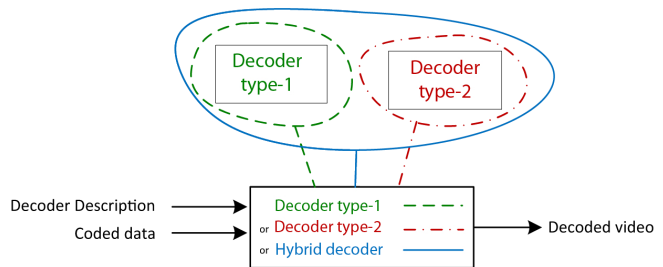 Decoder
type-1
Decoder
type-2
Decoder Description
Coded data
Decoder type-1
or Decoder type-2
or Hybrid decoder
Decoded video